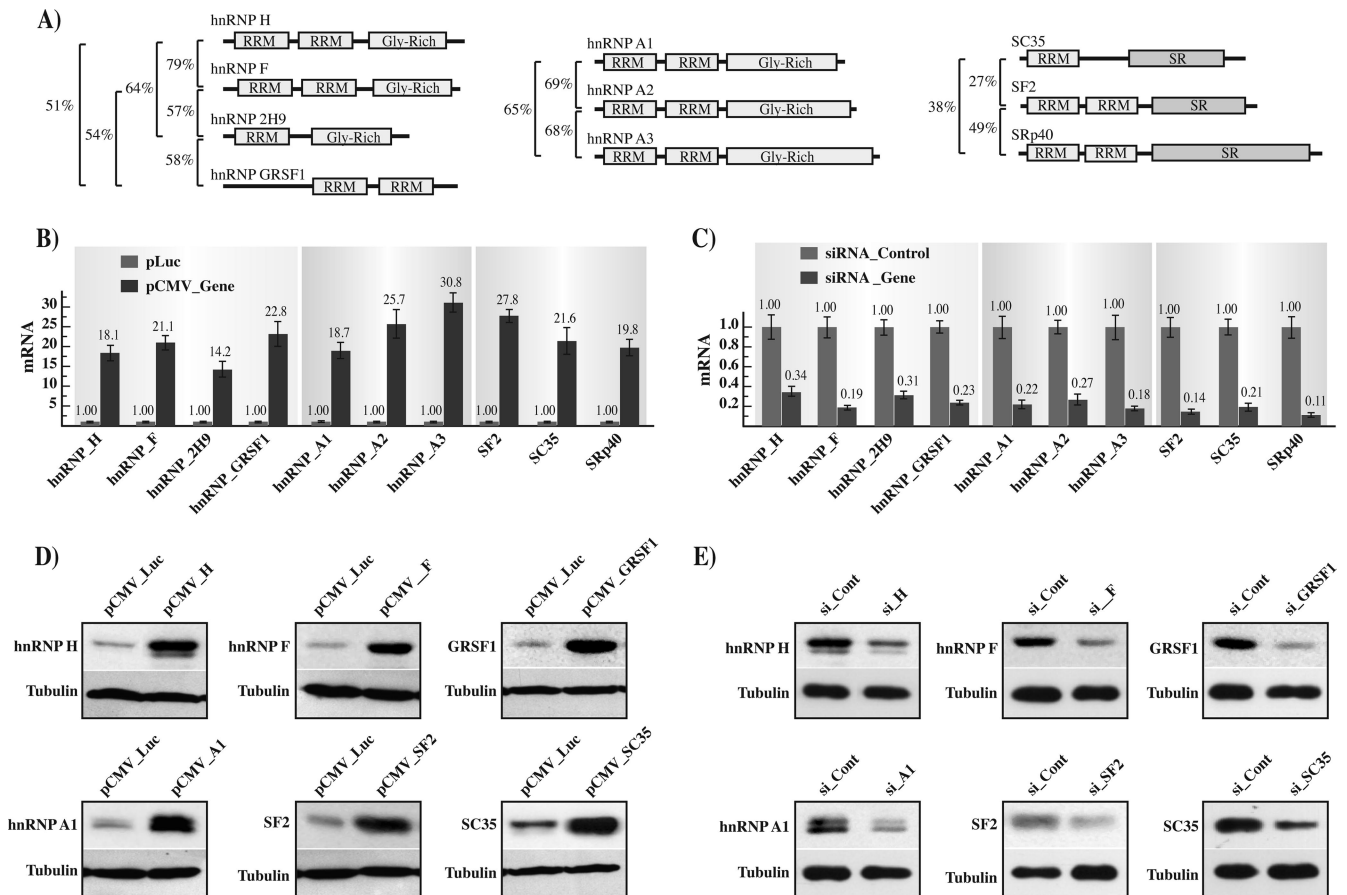 A)
hnRNP H
RRM RRM Gly-Rich
hnRNP F
RRM RRM Gly-Rich
hnRNP 2H9
RRM Gly-Rich
hnRNP GRSF1
RRM RRM
51%
54%
64%
79%
57%
58%
hnRNP A1
RRM RRM Gly-Rich
hnRNP A2
RRM RRM Gly-Rich
hnRNP A3
RRM RRM Gly-Rich
65%
69%
68%
SC35
RRM SR
SF2
RRM RRM SR
SRp40
RRM RRM SR
38%
27%
49%
B)
pLuc
pCMV_Gene
mRNA
30
25
20
15
10
5
1.00 18.1 1.00 21.1 1.00 14.2 1.00 22.8 1.00 18.7 1.00 25.7 1.00 30.8 1.00 27.8 1.00 21.6 1.00 19.8
hnRNP_H hnRNP_F hnRNP_2H9 hnRNP_GRSF1 hnRNP_A1 hnRNP_A2 hnRNP_A3 SF2 SC35 SRp40
C)
siRNA_Control
siRNA_Gene
mRNA
1.0
0.8
0.6
0.4
0.2
1.00 0.34 1.00 0.19 1.00 0.31 1.00 0.23 1.00 0.22 1.00 0.27 1.00 0.18 1.00 0.14 1.00 0.21 1.00 0.11
hnRNP_H hnRNP_F hnRNP_2H9 hnRNP_GRSF1 hnRNP_A1 hnRNP_A2 hnRNP_A3 SF2 SC35 SRp40
D)
pCMV_Luc pCMV_H
hnRNP H
Tubulin
pCMV_Luc pCMV__F
hnRNP F
Tubulin
pCMV_Luc pCMV_GRSF1
GRSF1
Tubulin
pCMV_Luc pCMV_A1
hnRNP A1
Tubulin
pCMV_Luc pCMV_SF2
SF2
Tubulin
pCMV_Luc pCMV_SC35
SC35
Tubulin
E)
si_Cont si_H
hnRNP H
Tubulin
si_Cont si__F
hnRNP F
Tubulin
si_Cont si_GRSF1
GRSF1
Tubulin
si_Cont si_A1
hnRNP A1
Tubulin
si_Cont si_SF2
SF2
Tubulin
si_Cont si_SC35
SC35
Tubulin